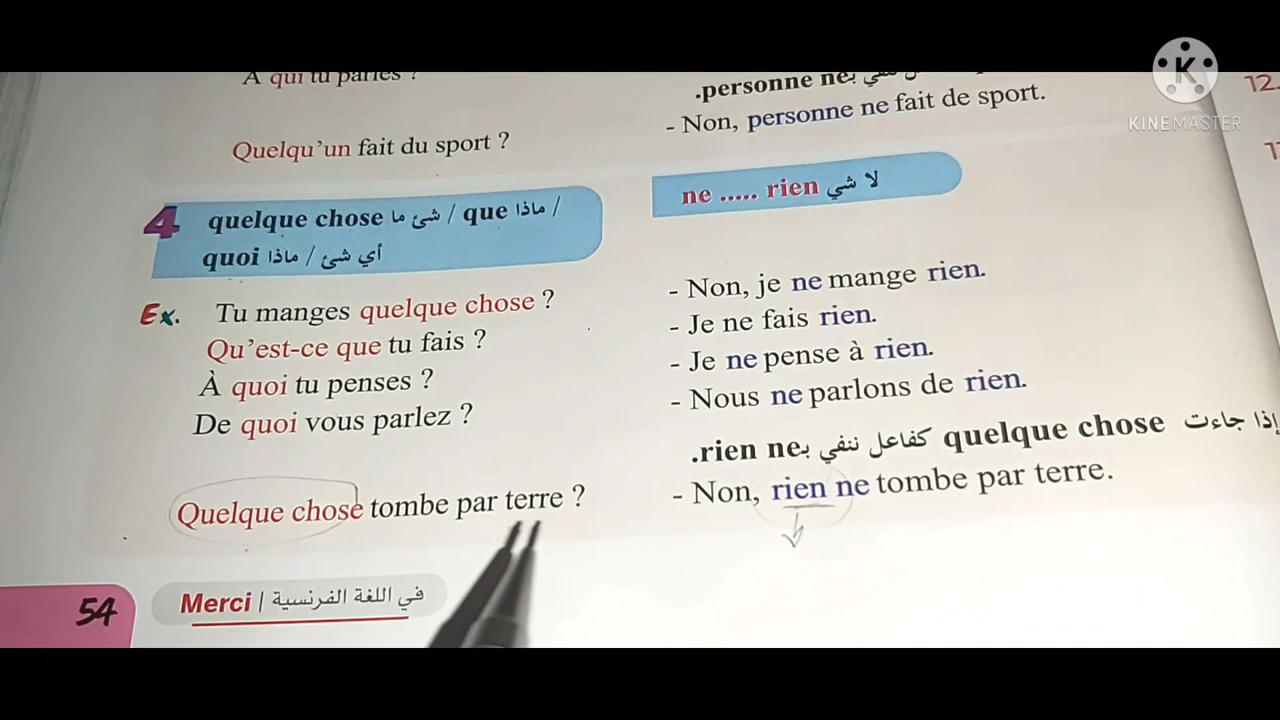 À qui tu parles ?
.personne ne بـ
Quelqu’un fait du sport ?
- Non, personne ne fait de sport.
4 quelque chose شئ ما / que ماذا /
quoi أي شئ / ماذا
ne ..... rien لا شي
Ex. Tu manges quelque chose ?
- Non, je ne mange rien.
Qu’est-ce que tu fais ?
- Je ne fais rien.
À quoi tu penses ?
- Je ne pense à rien.
De quoi vous parlez ?
- Nous ne parlons de rien.
إذا جاءت quelque chose كفاعل ننفي بـ rien ne.
Quelque chose tombe par terre ?
- Non, rien ne tombe par terre.
54
Merci | في اللغة الفرنسية
12.
KINEMASTER